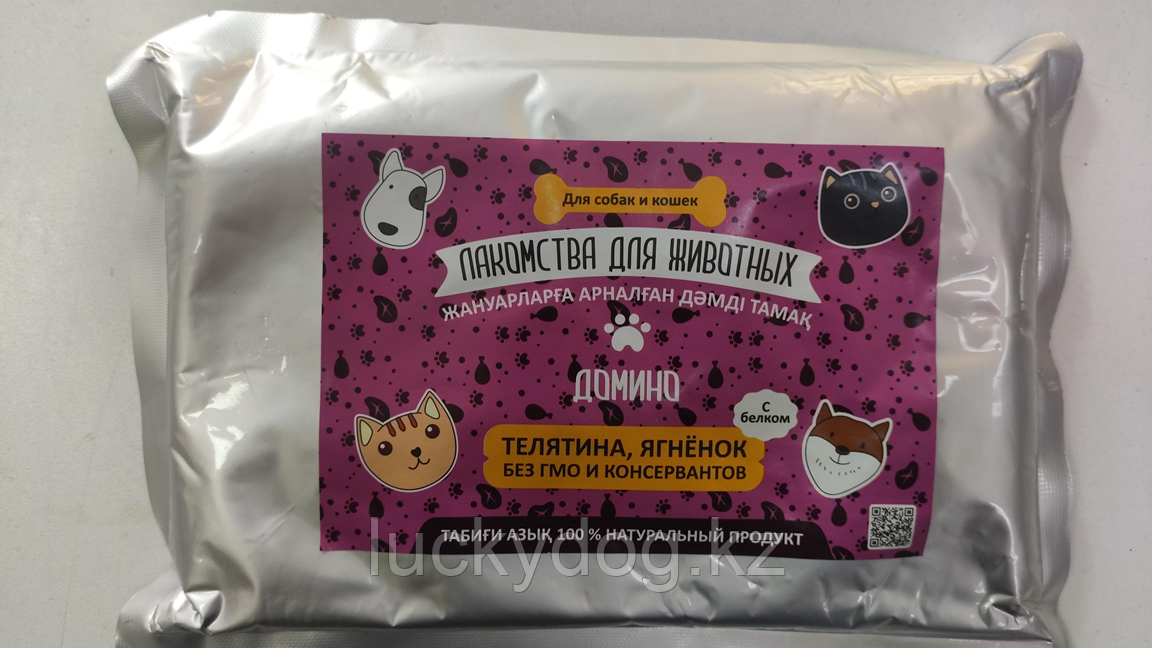 Для собак и кошек
ЛАКОМСТВА ДЛЯ ЖИВОТНЫХ
ЖАНУАРЛАРҒА АРНАЛҒАН ДӘМДІ ТАМАҚ
ДОМИНО
С
белком
ТЕЛЯТИНА, ЯГНЁНОК
БЕЗ ГМО И КОНСЕРВАНТОВ
ТАБИҒИ АЗЫҚ 100 % НАТУРАЛЬНЫЙ ПРОДУКТ
luckydog.kz